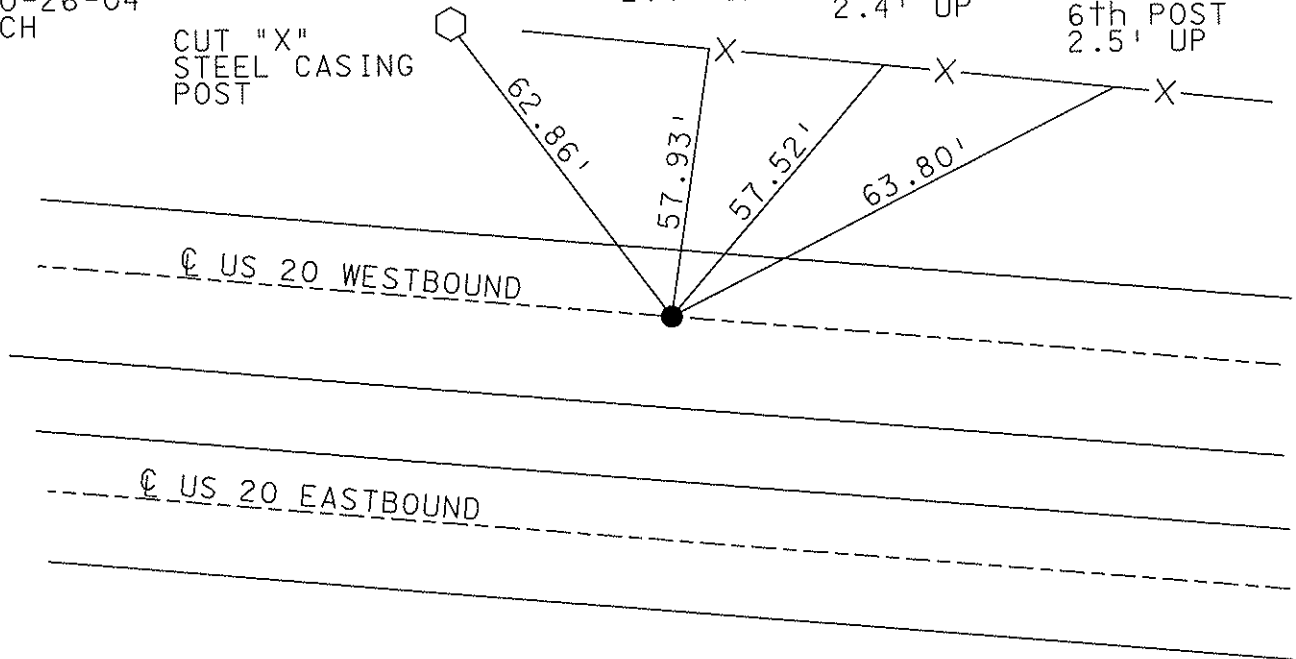 CH
2.4' UP
6th POST
2.5' UP
CUT "X"
STEEL CASING
POST
62.86'
57.93'
57.52'
63.80'
℄ US 20 WESTBOUND
℄ US 20 EASTBOUND